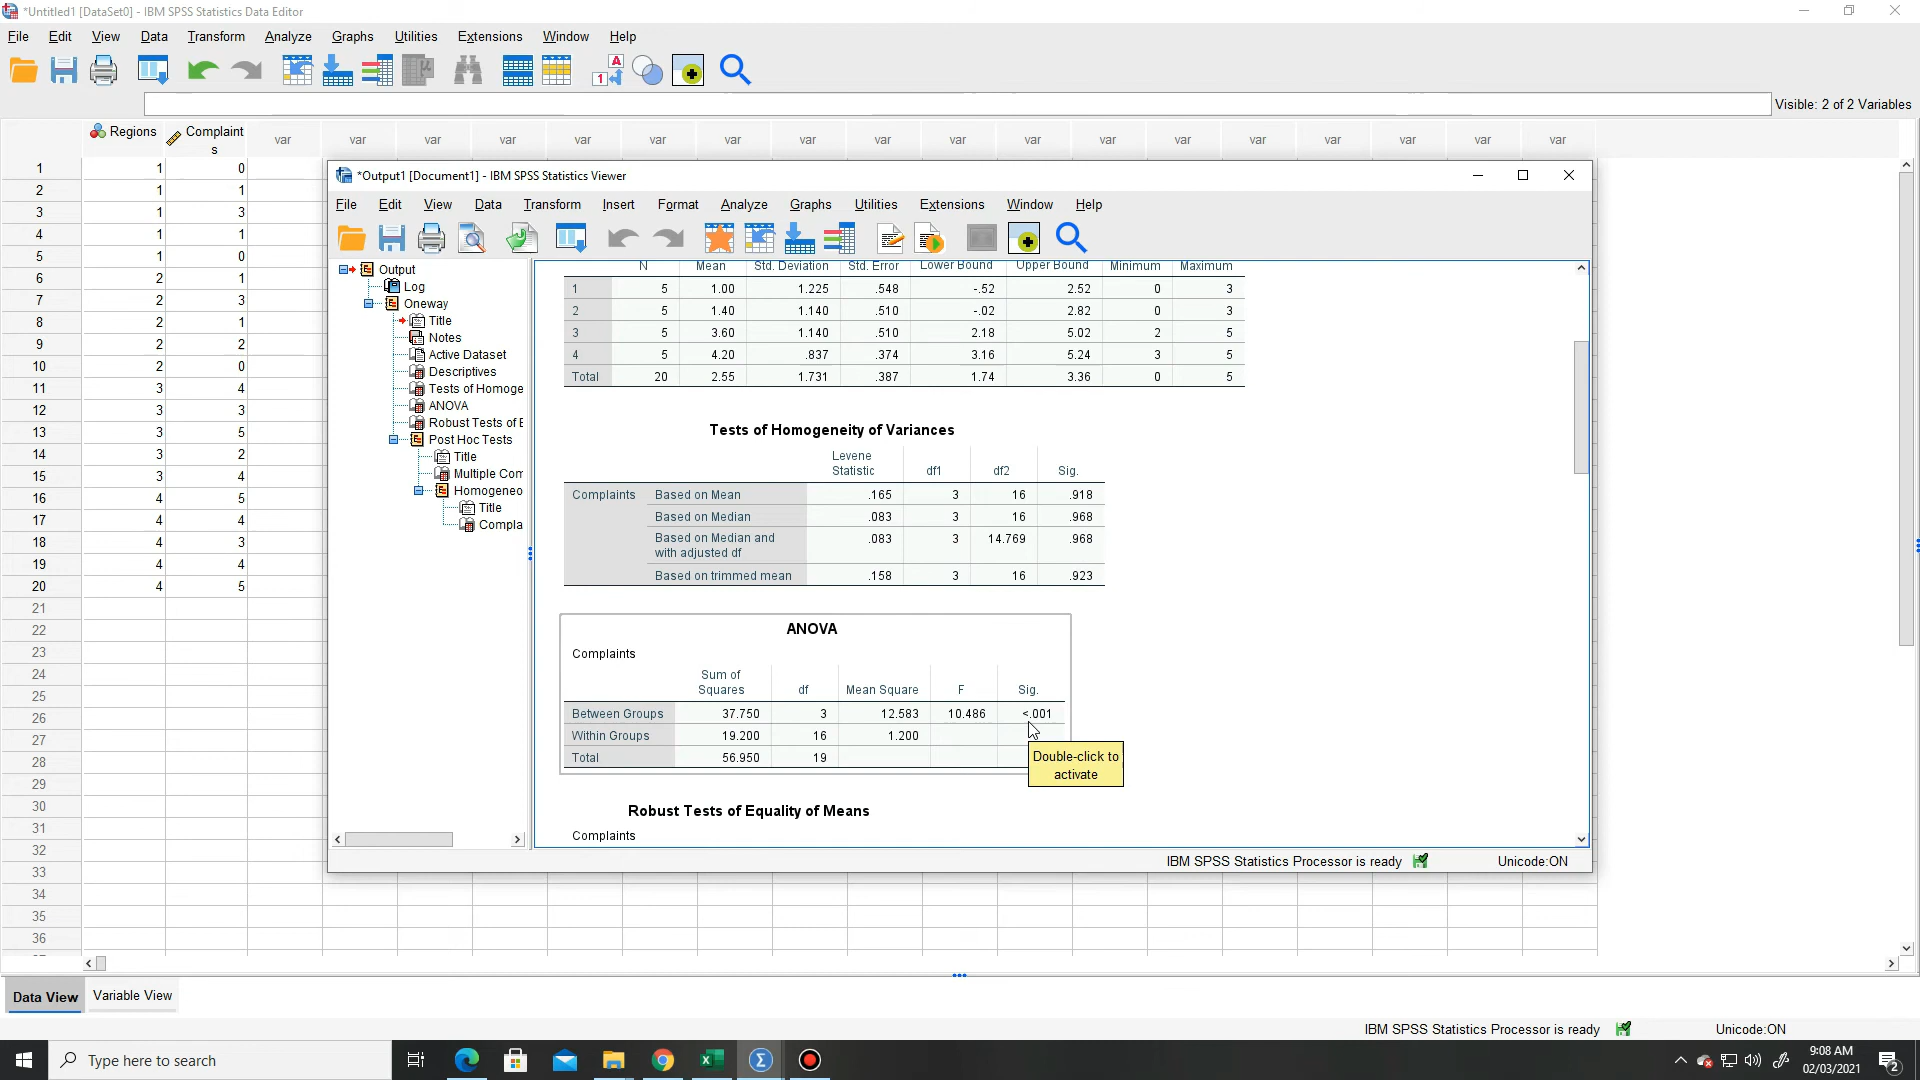 *Untitled1 [DataSet0] - IBM SPSS Statistics Data Editor
File Edit View Data Transform Analyze Graphs Utilities Extensions Window Help
Visible: 2 of 2 Variables
Regions Complaint s var var var var var var var var var var var var var var var var var var
1 1 0
2 1 1
3 1 3
4 1 1
5 1 0
6 2 1
7 2 3
8 2 1
9 2 2
10 2 0
11 3 4
12 3 3
13 3 5
14 3 2
15 3 4
16 4 5
17 4 4
18 4 3
19 4 4
20 4 5
21
22
23
24
25
26
27
28
29
30
31
32
33
34
35
36
*Output1 [Document1] - IBM SPSS Statistics Viewer
File Edit View Data Transform Insert Format Analyze Graphs Utilities Extensions Window Help
Output
Log
Oneway
Title
Notes
Active Dataset
Descriptives
Tests of Homoge
ANOVA
Robust Tests of E
Post Hoc Tests
Title
Multiple Com
Homogeneo
Title
Compla
N Mean Std. Deviation Std. Error Lower Bound Upper Bound Minimum Maximum
1 5 1.00 1.225 .548 -.52 2.52 0 3
2 5 1.40 1.140 .510 -.02 2.82 0 3
3 5 3.60 1.140 .510 2.18 5.02 2 5
4 5 4.20 .837 .374 3.16 5.24 3 5
Total 20 2.55 1.731 .387 1.74 3.36 0 5
Tests of Homogeneity of Variances
Levene
Statistic df1 df2 Sig.
Complaints Based on Mean .165 3 16 .918
Based on Median .083 3 16 .968
Based on Median and .083 3 14.769 .968
with adjusted df
Based on trimmed mean .158 3 16 .923
ANOVA
Complaints
Sum of
Squares df Mean Square F Sig.
Between Groups 37.750 3 12.583 10.486 <.001
Within Groups 19.200 16 1.200
Total 56.950 19
Double-click to
activate
Robust Tests of Equality of Means
Complaints
IBM SPSS Statistics Processor is ready Unicode:ON
Data View Variable View
IBM SPSS Statistics Processor is ready Unicode:ON
Type here to search
9:08 AM
02/03/2021
2